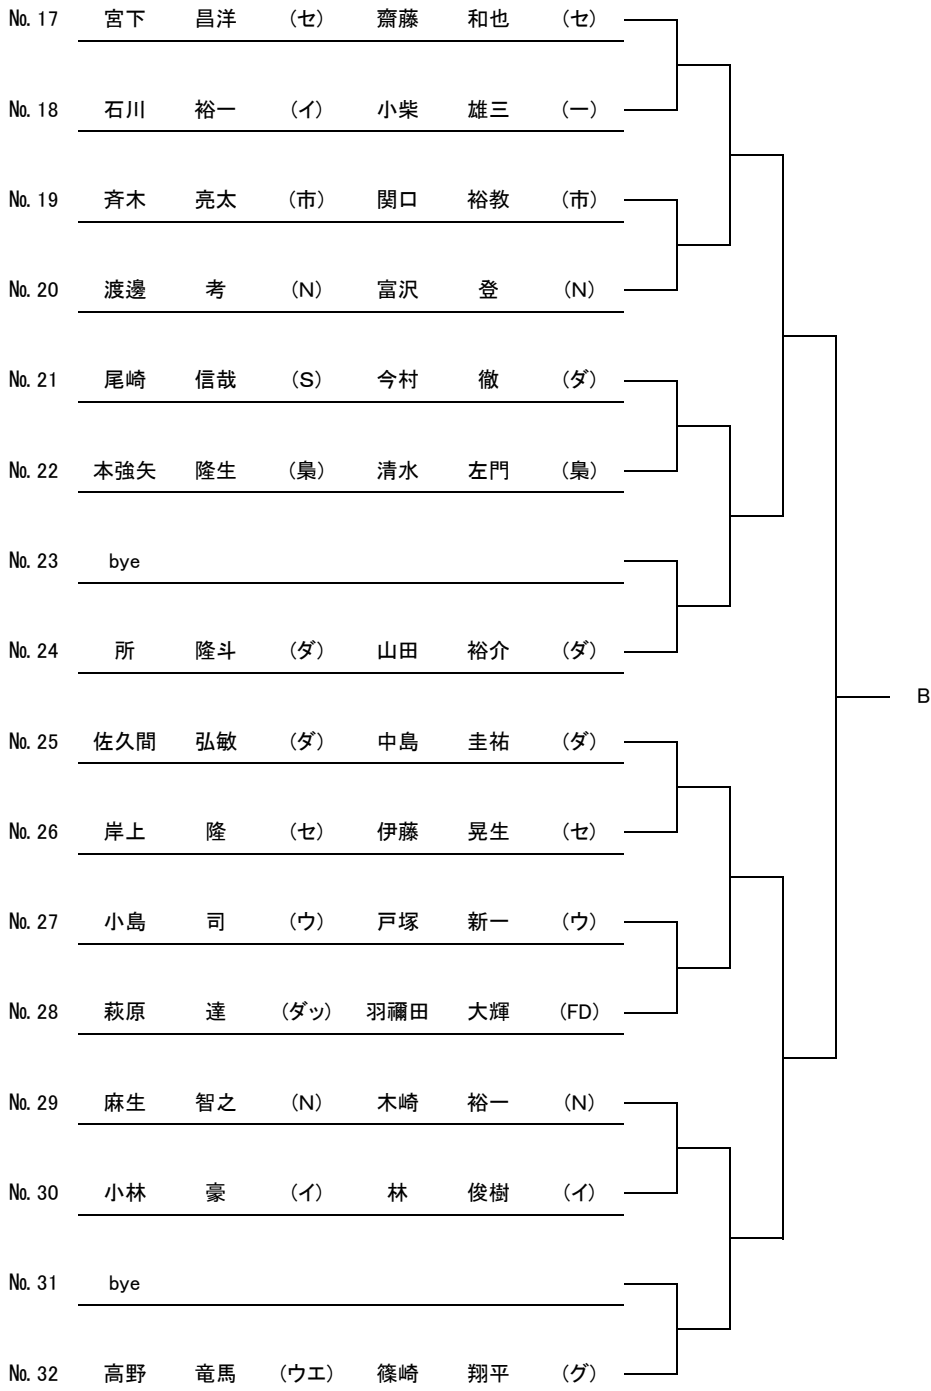 № 17 宮下 昌洋 (セ) 齋藤 和也 (セ)
№ 18 石川 裕一 (イ) 小柴 雄三 (一)
№ 19 斉木 亮太 (市) 関口 裕教 (市)
№ 20 渡邊 考 (N) 富沢 登 (N)
№ 21 尾崎 信哉 (S) 今村 徹 (ダ)
№ 22 本強矢 隆生 (梟) 清水 左門 (梟)
№ 23 bye
№ 24 所 隆斗 (ダ) 山田 裕介 (ダ)
B
№ 25 佐久間 弘敏 (ダ) 中島 圭祐 (ダ)
№ 26 岸上 隆 (セ) 伊藤 晃生 (セ)
№ 27 小島 司 (ウ) 戸塚 新一 (ウ)
№ 28 萩原 達 (ダッ) 羽禰田 大輝 (FD)
№ 29 麻生 智之 (N) 木崎 裕一 (N)
№ 30 小林 豪 (イ) 林 俊樹 (イ)
№ 31 bye
№ 32 高野 竜馬 (ウエ) 篠崎 翔平 (グ)